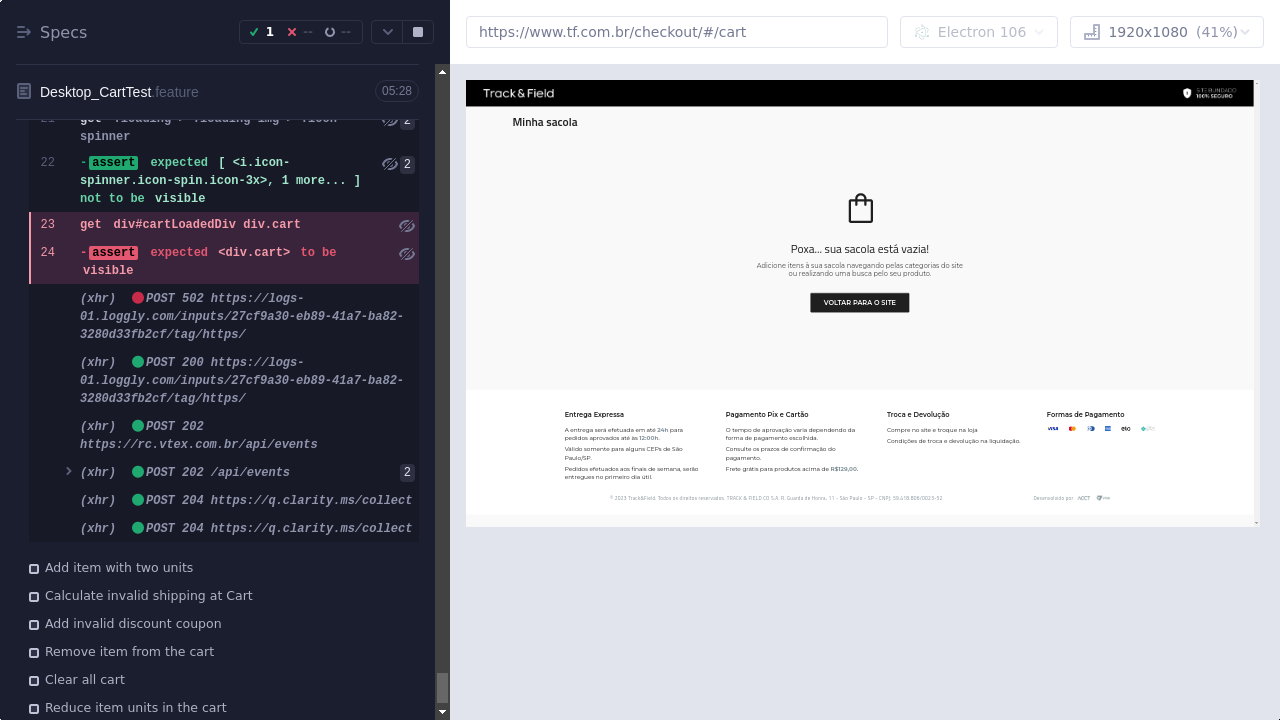 Specs
1
--
--
https://www.tf.com.br/checkout/#/cart
Electron 106
1920x1080 (41%)
Desktop_CartTest.feature
05:28
spinner
2
22 -assert expected [ <i.icon-
spinner.icon-spin.icon-3x>, 1 more... ]
not to be visible
2
23 get div#cartLoadedDiv div.cart
24 -assert expected <div.cart> to be
visible
(xhr) POST 502 https://logs-
01.loggly.com/inputs/27cf9a30-eb89-41a7-ba82-
3280d33fb2cf/tag/https/
(xhr) POST 200 https://logs-
01.loggly.com/inputs/27cf9a30-eb89-41a7-ba82-
3280d33fb2cf/tag/https/
(xhr) POST 202
https://rc.vtex.com.br/api/events
(xhr) POST 202 /api/events
2
(xhr) POST 204 https://q.clarity.ms/collect
(xhr) POST 204 https://q.clarity.ms/collect
Add item with two units
Calculate invalid shipping at Cart
Add invalid discount coupon
Remove item from the cart
Clear all cart
Reduce item units in the cart
Track&Field
SITE BLINDADO
100% SEGURO
Minha sacola
Poxa... sua sacola está vazia!
Adicione itens à sua sacola navegando pelas categorias do site
ou realizando uma busca pelo seu produto.
VOLTAR PARA O SITE
Entrega Expressa
A entrega será efetuada em até 24h para
pedidos aprovados até às 12:00h.
Válido somente para alguns CEPs de São
Paulo/SP.
Pedidos efetuados aos finais de semana, serão
entregues no primeiro dia útil.
Pagamento Pix e Cartão
O tempo de aprovação varia dependendo da
forma de pagamento escolhida.
Consulte os prazos de confirmação do
pagamento.
Frete grátis para produtos acima de R$129,00.
Troca e Devolução
Compre no site e troque na loja
Condições de troca e devolução na liquidação.
Formas de Pagamento
VISA
elo
© 2023 Track&Field. Todos os direitos reservados. TRACK & FIELD CO S.A. R. Guarda de Honra, 11 - São Paulo - SP - CNPJ:
Desenvolvido por
ACCT